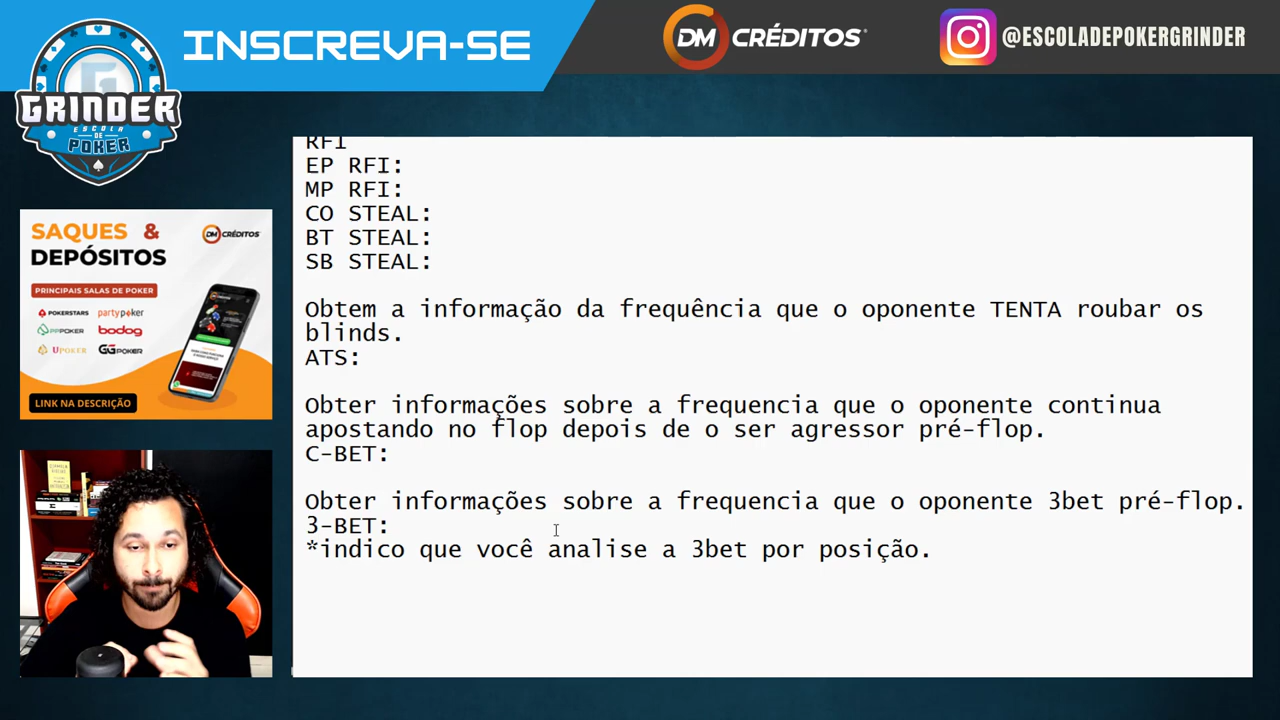 INSCREVA-SE
DM CRÉDITOS
@ESCOLADEPOKERGRINDER
G
GRINDER
ESCOLA
DE
POKER
SAQUES &
DEPÓSITOS
DM CRÉDITOS
PRINCIPAIS SALAS DE POKER
POKERSTARS partypoker
PPPOKER bodog
UPOKER GGPOKER
LINK NA DESCRIÇÃO
RFI
EP RFI:
MP RFI:
CO STEAL:
BT STEAL:
SB STEAL:
Obtem a informação da frequência que o oponente TENTA roubar os
blinds.
ATS:
Obter informações sobre a frequencia que o oponente continua
apostando no flop depois de o ser agressor pré-flop.
C-BET:
Obter informações sobre a frequencia que o oponente 3bet pré-flop.
3-BET:
*indico que você analise a 3bet por posição.